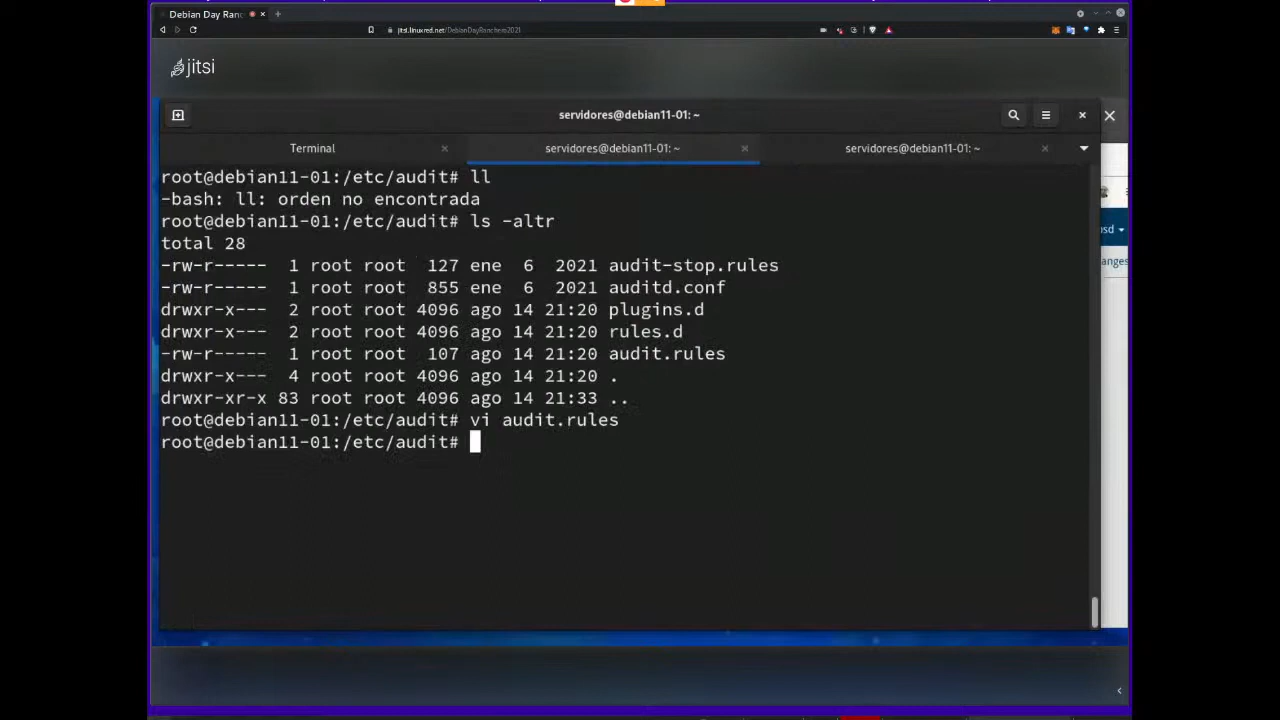 Debian Day Ranch
jitsi.linuxred.net/DebianDayRanchero2021
jitsi
servidores@debian11-01: ~
Terminal
servidores@debian11-01: ~
servidores@debian11-01: ~
root@debian11-01:/etc/audit# ll
-bash: ll: orden no encontrada
root@debian11-01:/etc/audit# ls -altr
total 28
-rw-r----- 1 root root 127 ene 6 2021 audit-stop.rules
-rw-r----- 1 root root 855 ene 6 2021 auditd.conf
drwxr-x--- 2 root root 4096 ago 14 21:20 plugins.d
drwxr-x--- 2 root root 4096 ago 14 21:20 rules.d
-rw-r----- 1 root root 107 ago 14 21:20 audit.rules
drwxr-x--- 4 root root 4096 ago 14 21:20 .
drwxr-xr-x 83 root root 4096 ago 14 21:33 ..
root@debian11-01:/etc/audit# vi audit.rules
root@debian11-01:/etc/audit#
usd
anges